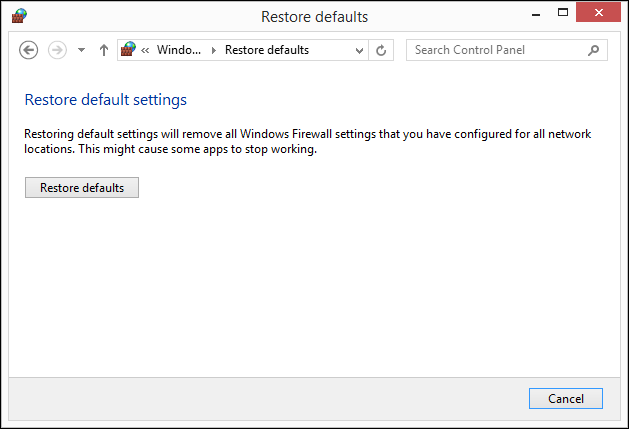 Restore defaults
« Windo... Restore defaults
Search Control Panel
Restore default settings
Restoring default settings will remove all Windows Firewall settings that you have configured for all network
locations. This might cause some apps to stop working.
Restore defaults
Cancel